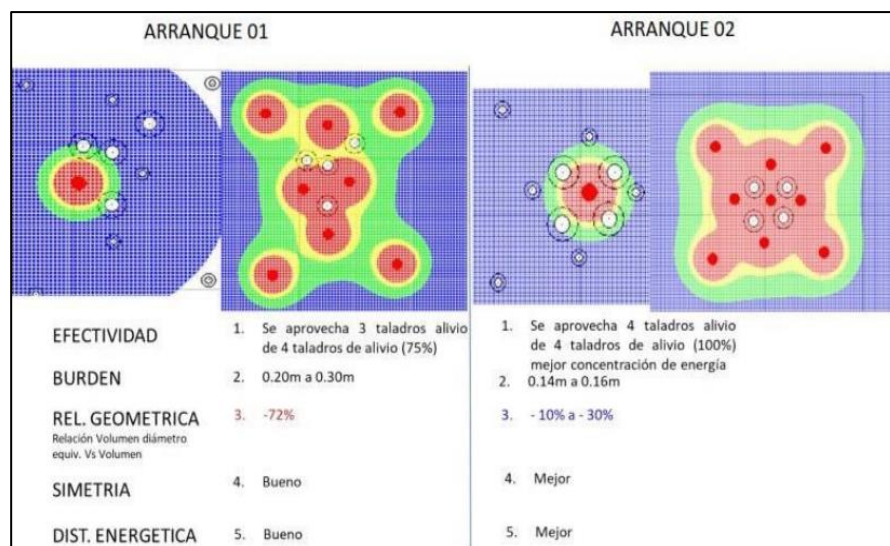 ARRANQUE 01
ARRANQUE 02
EFECTIVIDAD
1. Se aprovecha 3 taladros alivio
de 4 taladros de alivio (75%)
1. Se aprovecha 4 taladros alivio
de 4 taladros de alivio (100%)
mejor concentración de energía
BURDEN
2. 0.20m a 0.30m
2. 0.14m a 0.16m
REL. GEOMETRICA
Relación Volumen diámetro
equiv. Vs Volumen
3. -72%
3. - 10% a - 30%
SIMETRIA
4. Bueno
4. Mejor
DIST. ENERGETICA
5. Bueno
5. Mejor